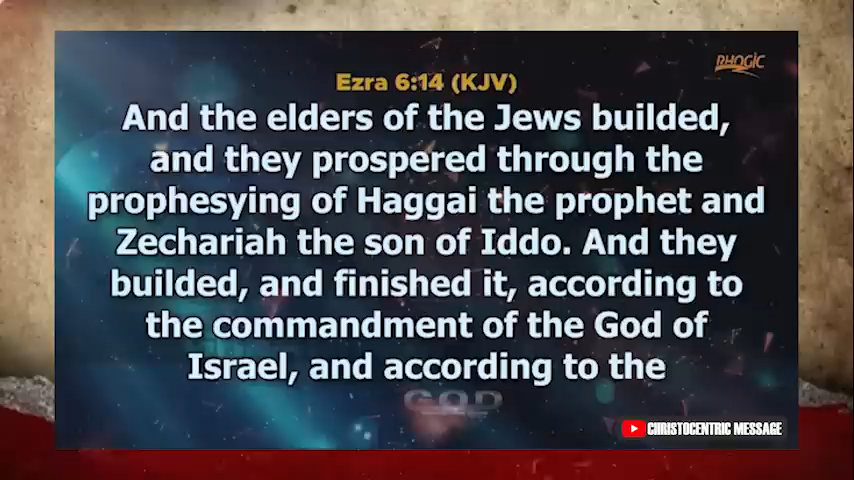 RHOGIC
Ezra 6:14 (KJV)
And the elders of the Jews builded,
and they prospered through the
prophesying of Haggai the prophet and
Zechariah the son of Iddo. And they
builded, and finished it, according to
the commandment of the God of
Israel, and according to the
GOD
CHRISTOCENTRIC MESSAGE